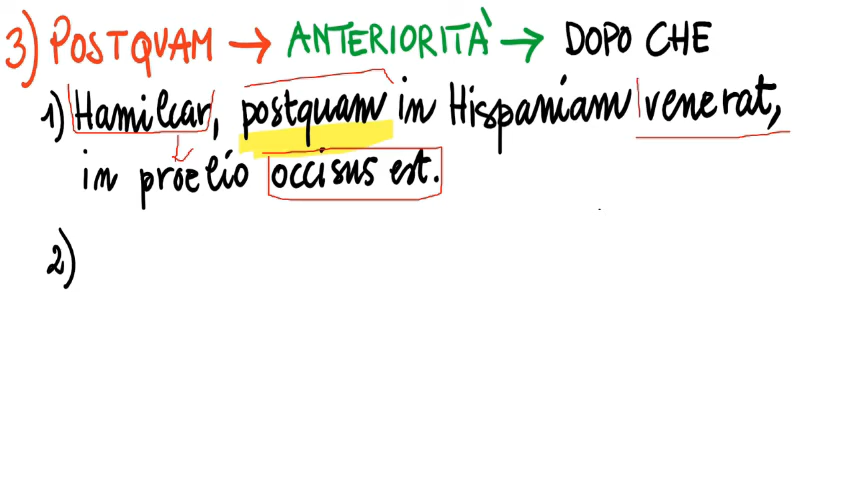 3) POSTQUAM → ANTERIORITÀ → DOPO CHE
1) Hamilcar, postquam in Hispaniam venerat,
in proelio occisus est.
2)